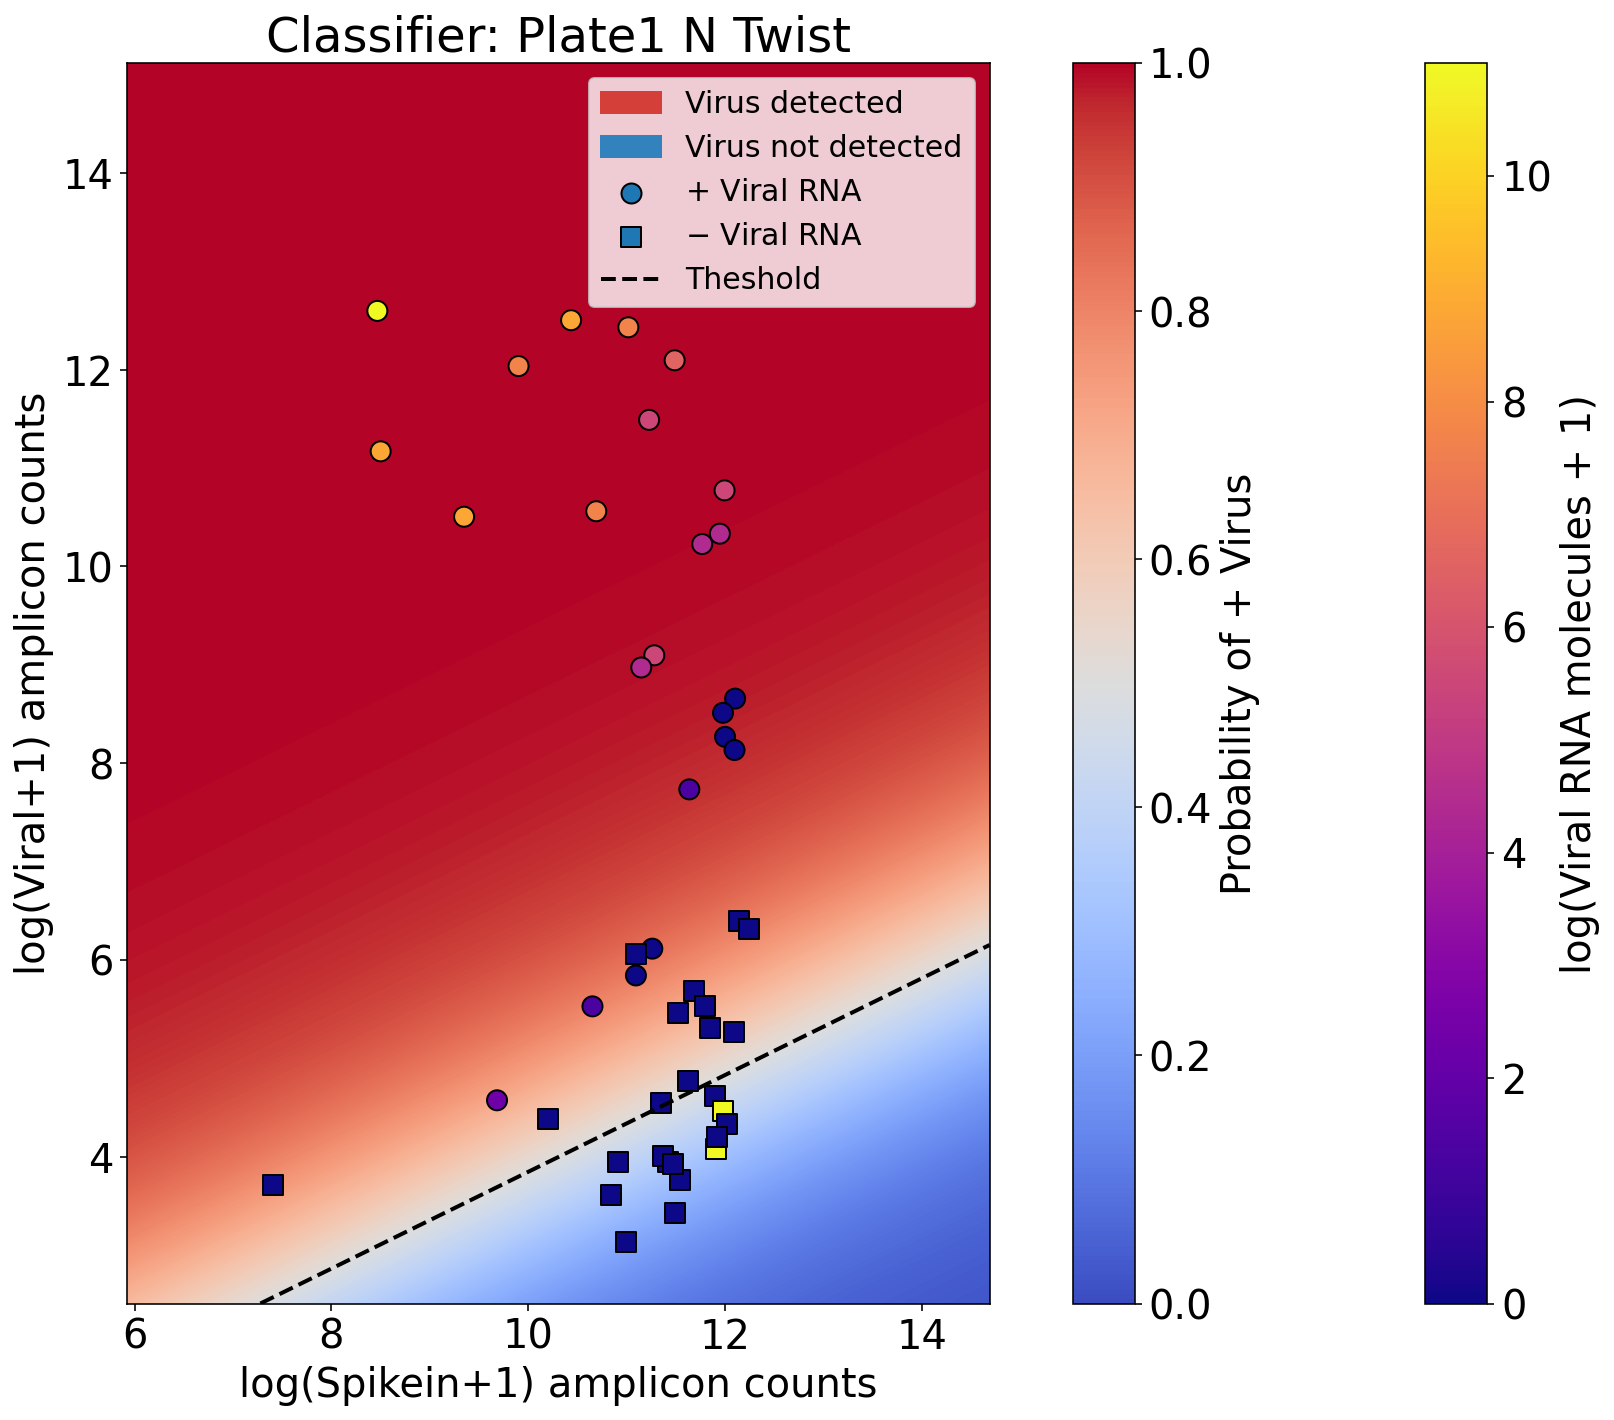 Classifier: Plate1 N Twist
Virus detected
Virus not detected
+ Viral RNA
− Viral RNA
Theshold
log(Viral+1) amplicon counts
14
12
10
8
6
4
6 8 10 12 14
log(Spikein+1) amplicon counts
1.0
0.8
0.6
0.4
0.2
0.0
Probability of + Virus
10
8
6
4
2
0
log(Viral RNA molecules + 1)